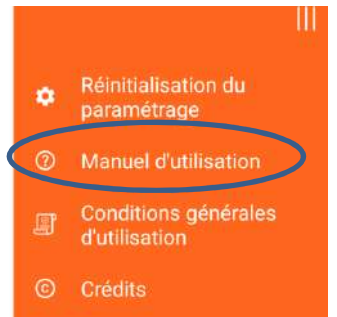 Réinitialisation du
paramétrage
Manuel d'utilisation
Conditions générales
d'utilisation
Crédits